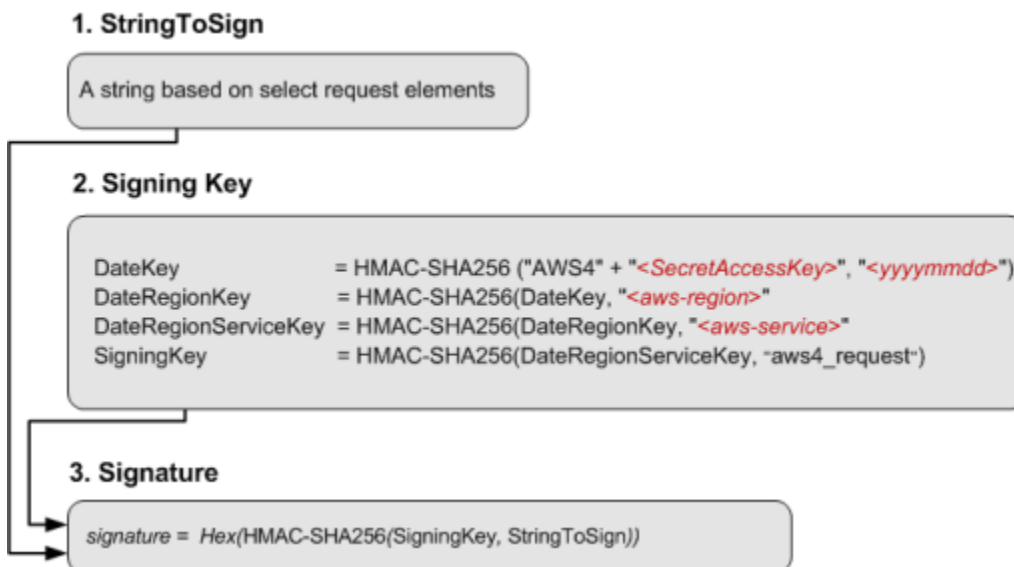 1. StringToSign
A string based on select request elements
2. Signing Key
DateKey = HMAC-SHA256 ("AWS4" + "<SecretAccessKey>", "<yyyymmdd>")
DateRegionKey = HMAC-SHA256(DateKey, "<aws-region>"
DateRegionServiceKey = HMAC-SHA256(DateRegionKey, "<aws-service>"
SigningKey = HMAC-SHA256(DateRegionServiceKey, "aws4_request")
3. Signature
signature = Hex(HMAC-SHA256(SigningKey, StringToSign))